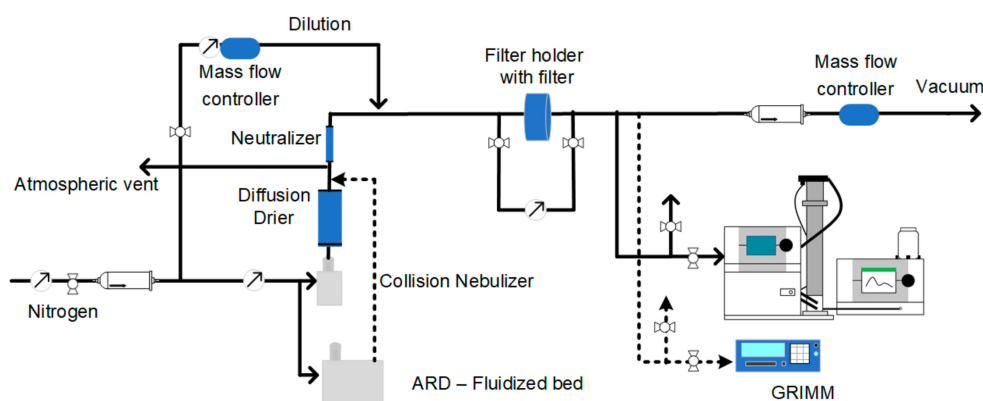 Dilution
Mass flow
controller
Filter holder
with filter
Mass flow
controller
Vacuum
Neutralizer
Atmospheric vent
Diffusion
Drier
Collision Nebulizer
Nitrogen
ARD – Fluidized bed
GRIMM